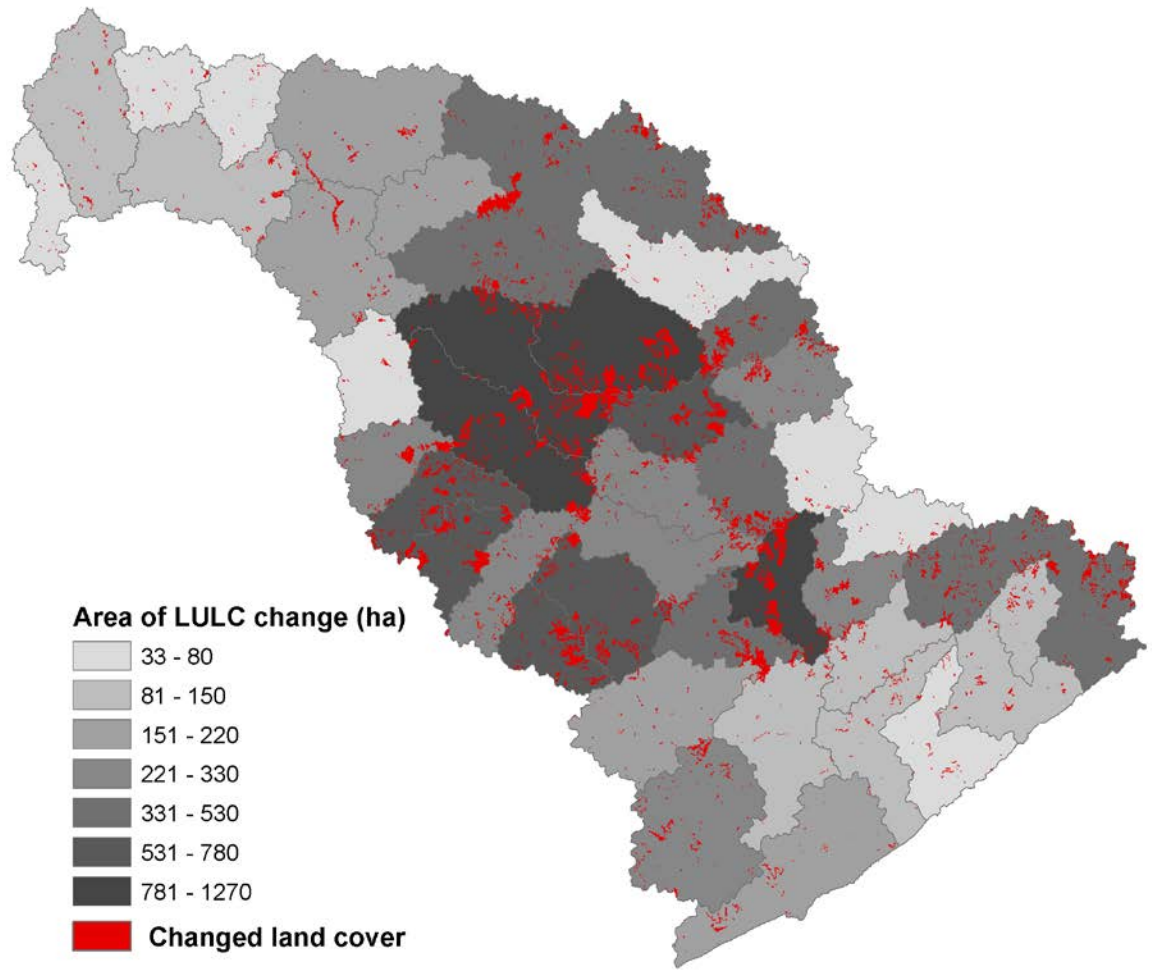 Area of LULC change (ha)
33 - 80
81 - 150
151 - 220
221 - 330
331 - 530
531 - 780
781 - 1270
Changed land cover